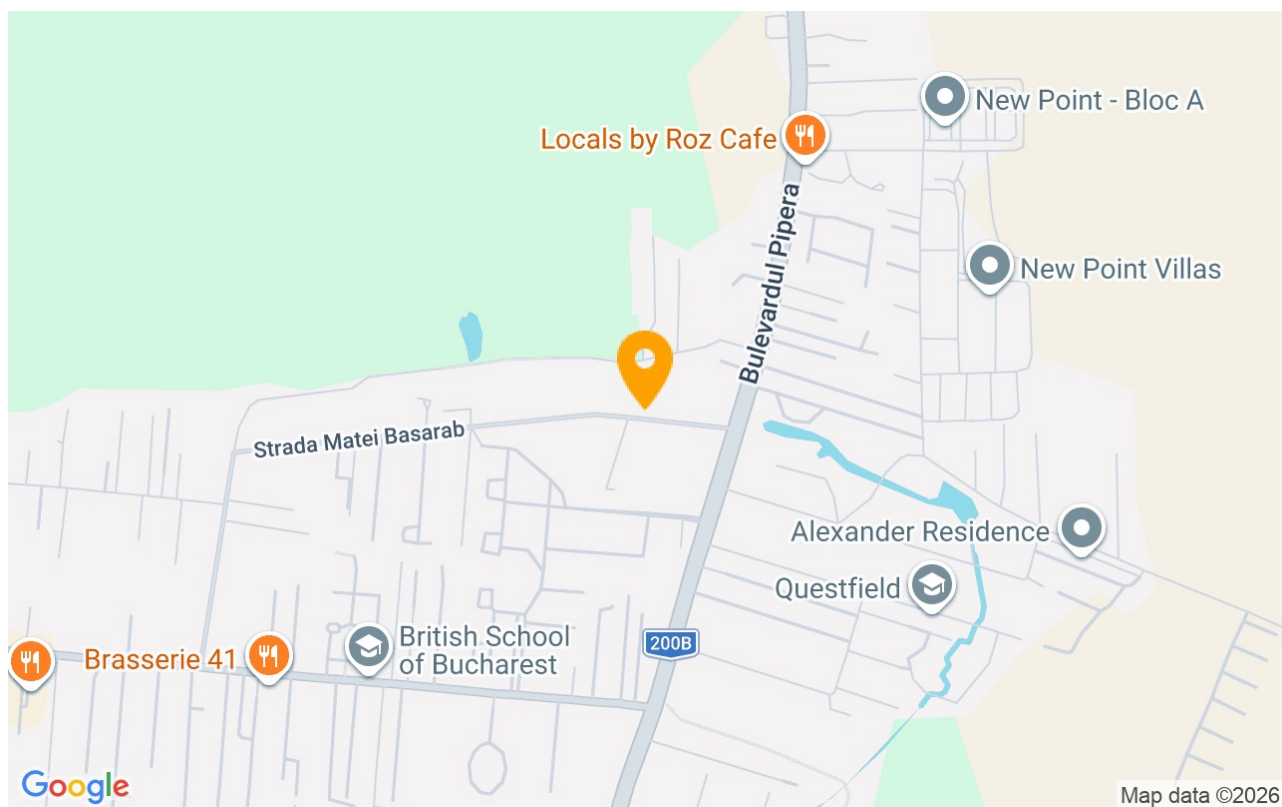 New Point - Bloc A
Locals by Roz Cafe
Bulevardul Pipera
New Point Villas
Strada Matei Basarab
Alexander Residence
Questfield
British School
of Bucharest
200B
Brasserie 41
Google
Map data ©2026